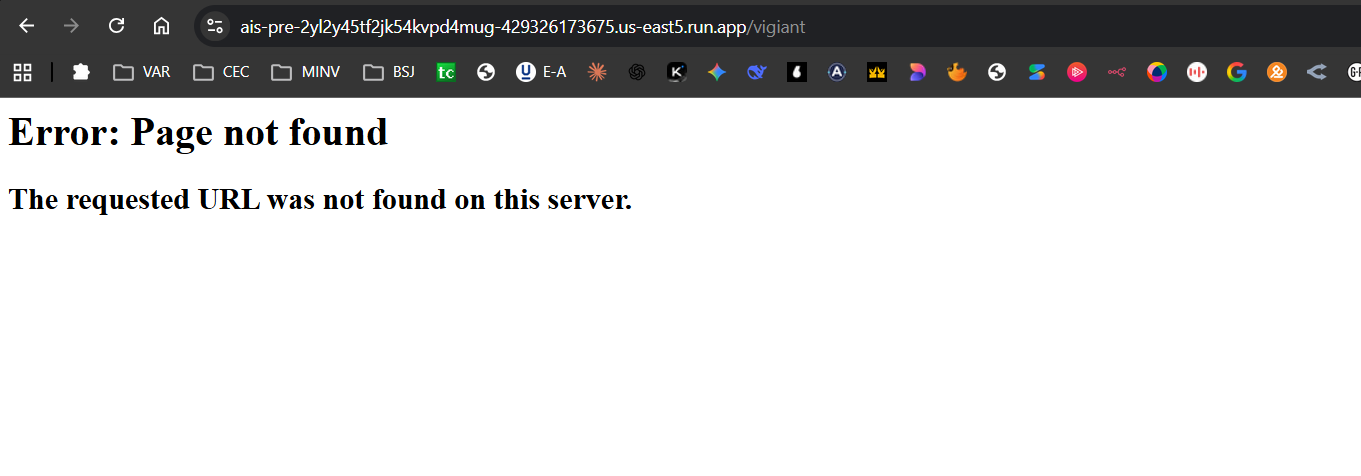 ais-pre-2yl2y45tf2jk54kvpd4mug-429326173675.us-east5.run.app/vigiant
VAR CEC MINV BSJ tc E-A
Error: Page not found
The requested URL was not found on this server.